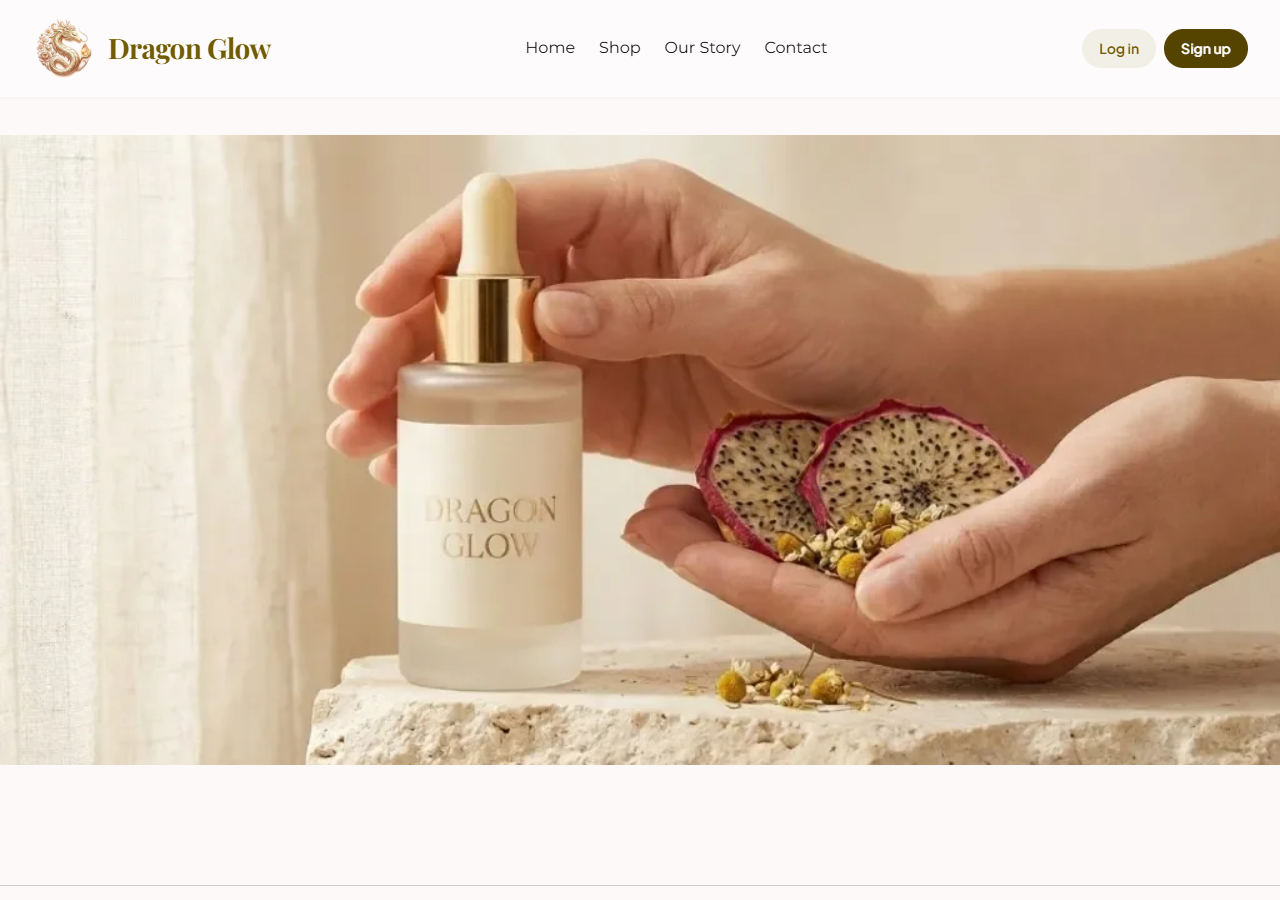 Dragon Glow
Home
Shop
Our Story
Contact
Log in
Sign up
DRAGON
GLOW